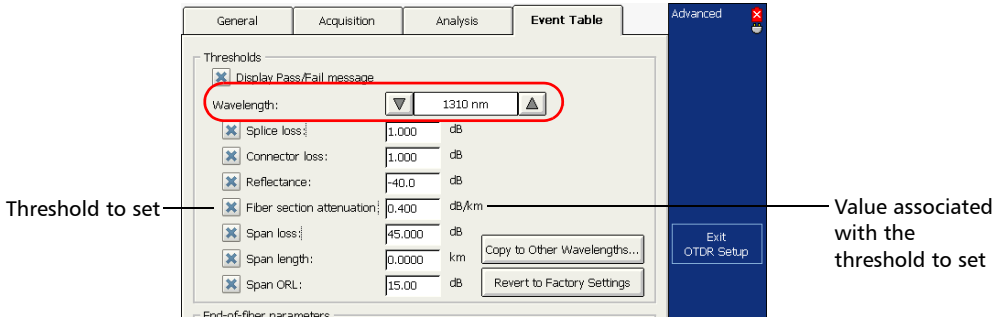 General Acquisition Analysis Event Table Advanced
Thresholds
Display Pass/Fail message
Wavelength: 1310 nm
Splice loss: 1.000 dB
Connector loss: 1.000 dB
Reflectance: -40.0 dB
Threshold to set Fiber section attenuation: 0.400 dB/km Value associated
with the
threshold to set
Span loss: 45.000 dB
Span length: 0.0000 km
Span ORL: 15.00 dB
Copy to Other Wavelengths...
Revert to Factory Settings
Exit
OTDR Setup
End-of-fiber parameters